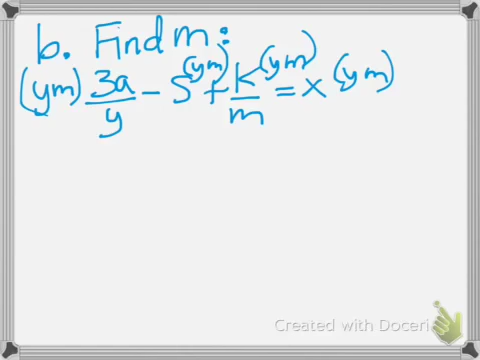 b. Find m:
(ym) 3a/y - 5(ym) + k/m (ym) = x (ym)
Created with Doceri